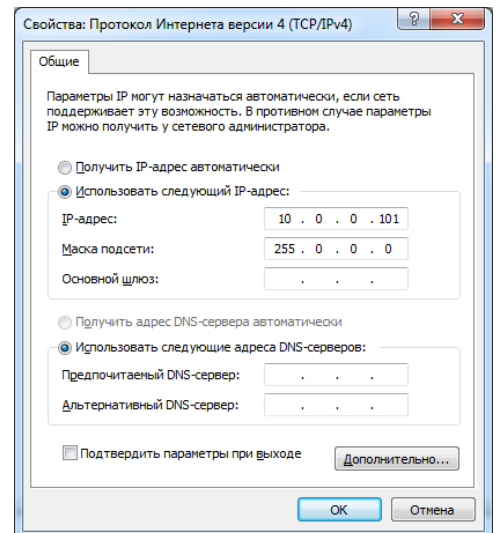 Свойства: Протокол Интернета версии 4 (TCP/IPv4)
Общие
Параметры IP могут назначаться автоматически, если сеть
поддерживает эту возможность. В противном случае параметры
IP можно получить у сетевого администратора.
Получить IP-адрес автоматически
Использовать следующий IP-адрес:
IP-адрес: 10 . 0 . 0 . 101
Маска подсети: 255 . 0 . 0 . 0
Основной шлюз: . . .
Получить адрес DNS-сервера автоматически
Использовать следующие адреса DNS-серверов:
Предпочитаемый DNS-сервер: . . .
Альтернативный DNS-сервер: . . .
Подтвердить параметры при выходе
Дополнительно...
OK Отмена